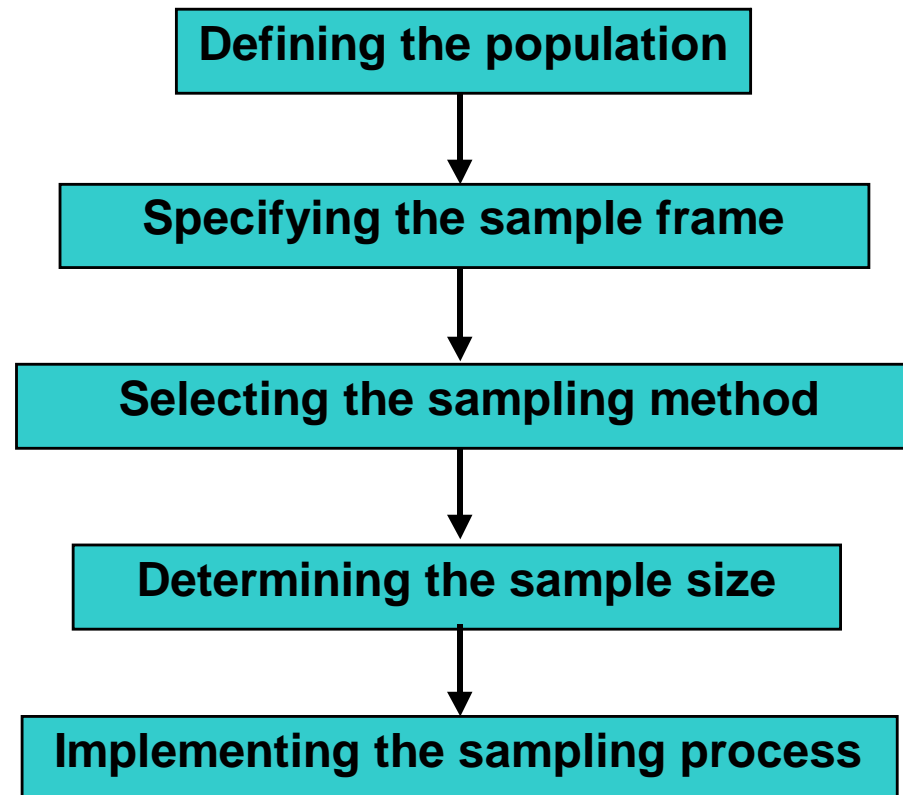 Defining the population
Specifying the sample frame
Selecting the sampling method
Determining the sample size
Implementing the sampling process